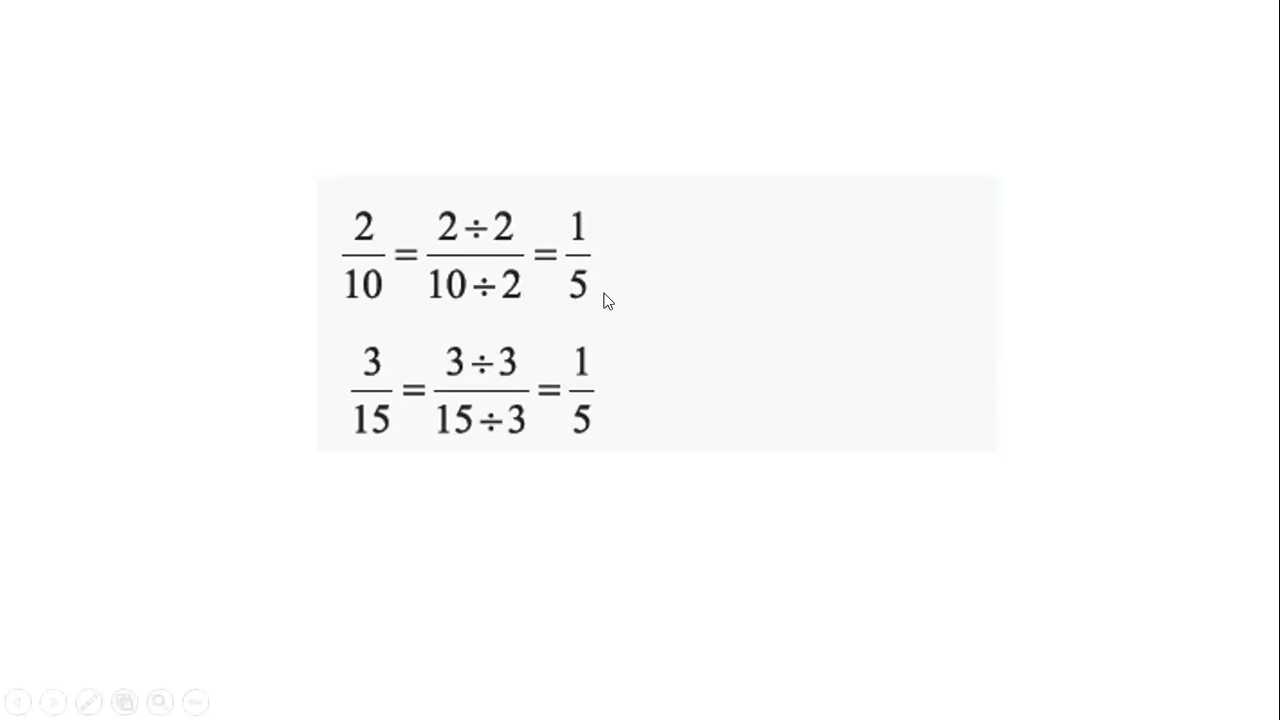 2/10 = 2÷2/10÷2 = 1/5
3/15 = 3÷3/15÷3 = 1/5